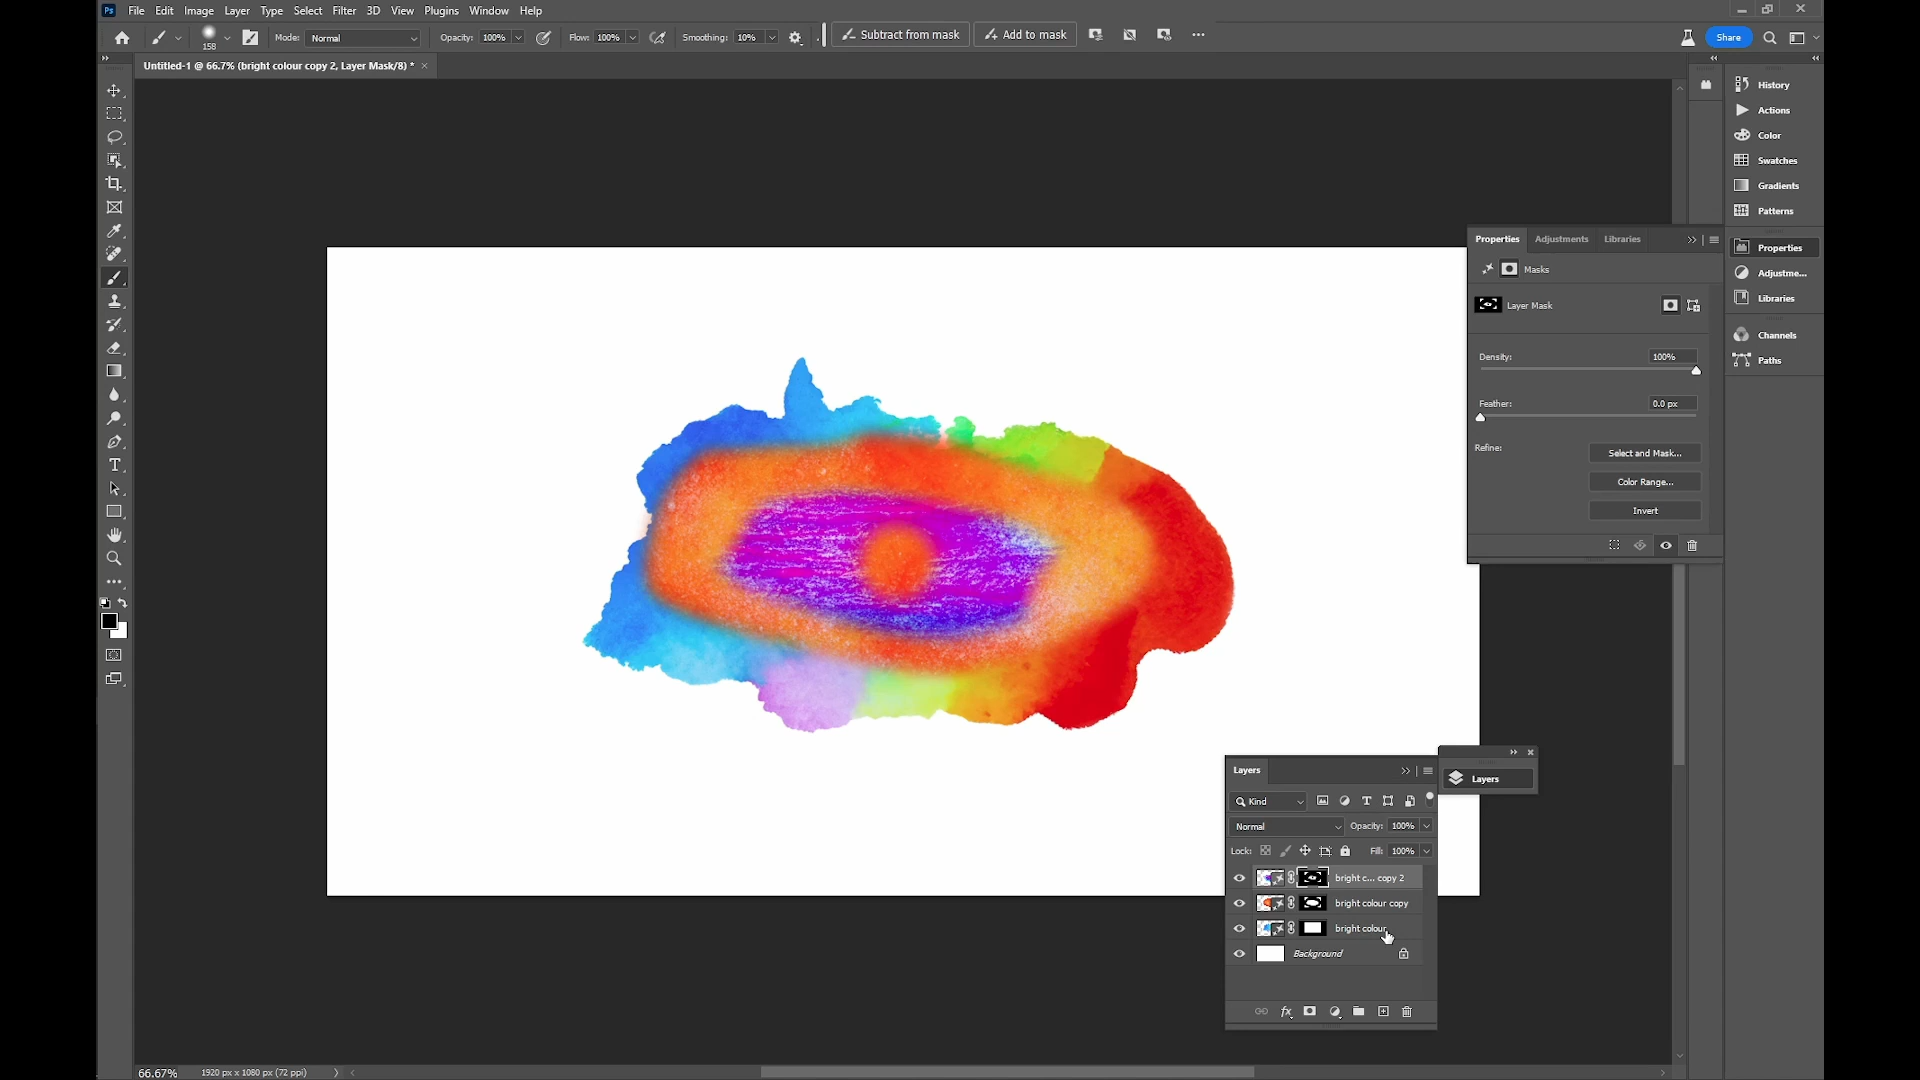 Ps File Edit Image Layer Type Select Filter 3D View Plugins Window Help
158 Mode: Normal Opacity: 100% Flow: 100% Smoothing: 10% Subtract from mask Add to mask Share
Untitled-1 @ 66.7% (bright colour copy 2, Layer Mask/8) * ×
History
Actions
Color
Swatches
Gradients
Patterns
Properties
Adjustme...
Libraries
Channels
Paths
Properties Adjustments Libraries
Masks
Layer Mask
Density: 100%
Feather: 0.0 px
Refine: Select and Mask...
Color Range...
Invert
Layers
Layers
Kind
Normal Opacity: 100%
Lock: Fill: 100%
bright c... copy 2
bright colour copy
bright colour
Background
66.67% 1920 px x 1080 px (72 ppi)